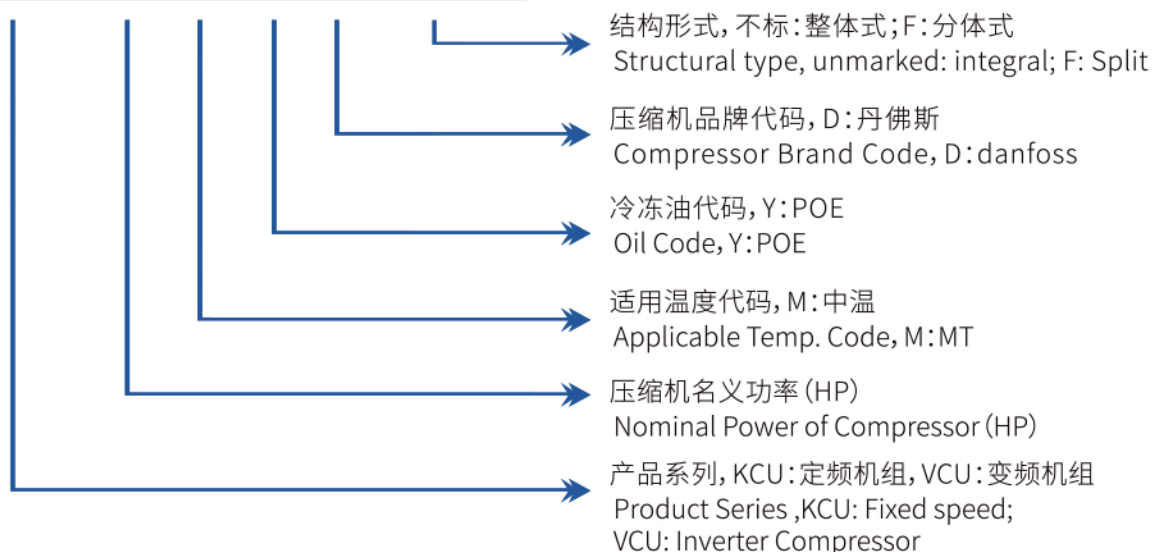 结构形式，不标：整体式；F：分体式
Structural type, unmarked: integral; F: Split
压缩机品牌代码，D：丹佛斯
Compressor Brand Code，D：danfoss
冷冻油代码，Y：POE
Oil Code，Y：POE
适用温度代码，M：中温
Applicable Temp. Code，M：MT
压缩机名义功率（HP）
Nominal Power of Compressor（HP）
产品系列，KCU：定频机组，VCU：变频机组
Product Series ,KCU: Fixed speed;
VCU: Inverter Compressor